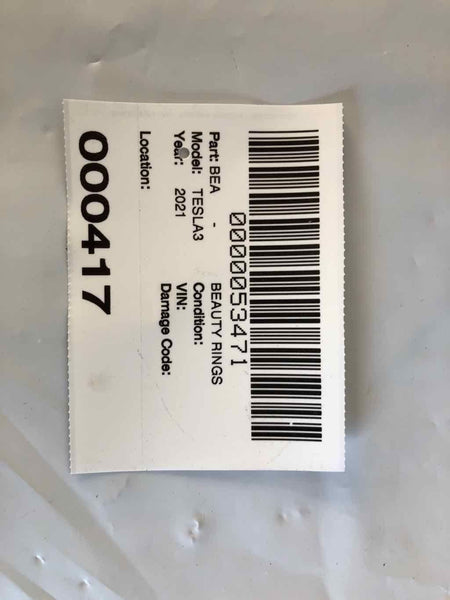 0000053471
Part: BEA - BEAUTY RINGS
Model: TESLA3 Condition:
Year: 2021 VIN:
Damage Code:
Location:
000417